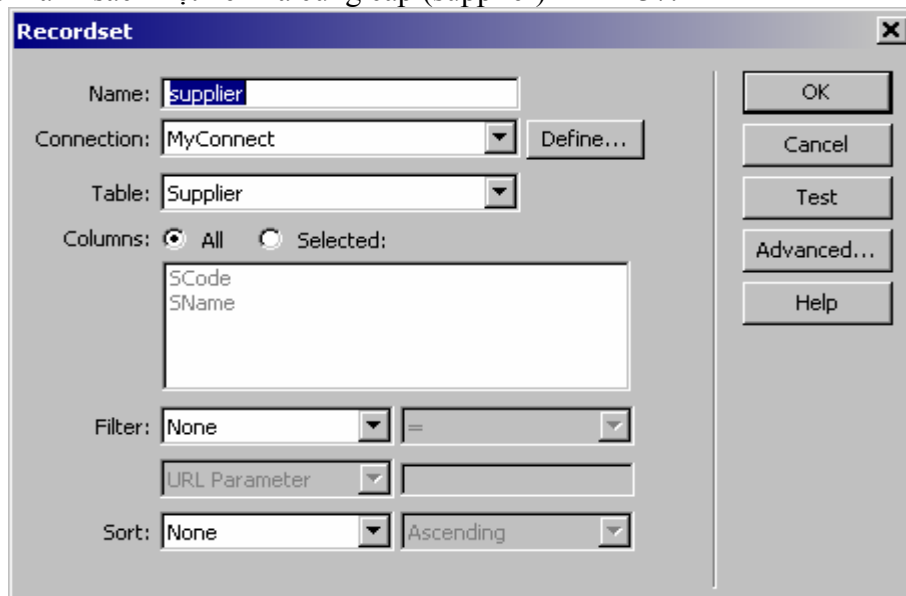 (supplier)
Recordset
Name: supplier
Connection: MyConnect Define...
Table: Supplier
Columns: All Selected:
SCode
SName
Filter: None =
URL Parameter
Sort: None Ascending
OK
Cancel
Test
Advanced...
Help